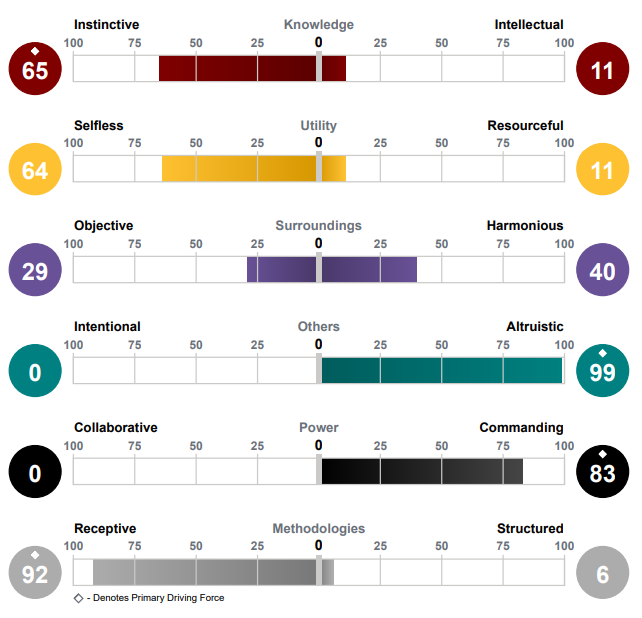 Instinctive Knowledge Intellectual
100 75 50 25 0 25 50 75 100
65 11
Selfless Utility Resourceful
100 75 50 25 0 25 50 75 100
64 11
Objective Surroundings Harmonious
100 75 50 25 0 25 50 75 100
29 40
Intentional Others Altruistic
100 75 50 25 0 25 50 75 100
0 99
Collaborative Power Commanding
100 75 50 25 0 25 50 75 100
0 83
Receptive Methodologies Structured
100 75 50 25 0 25 50 75 100
92 6
- Denotes Primary Driving Force